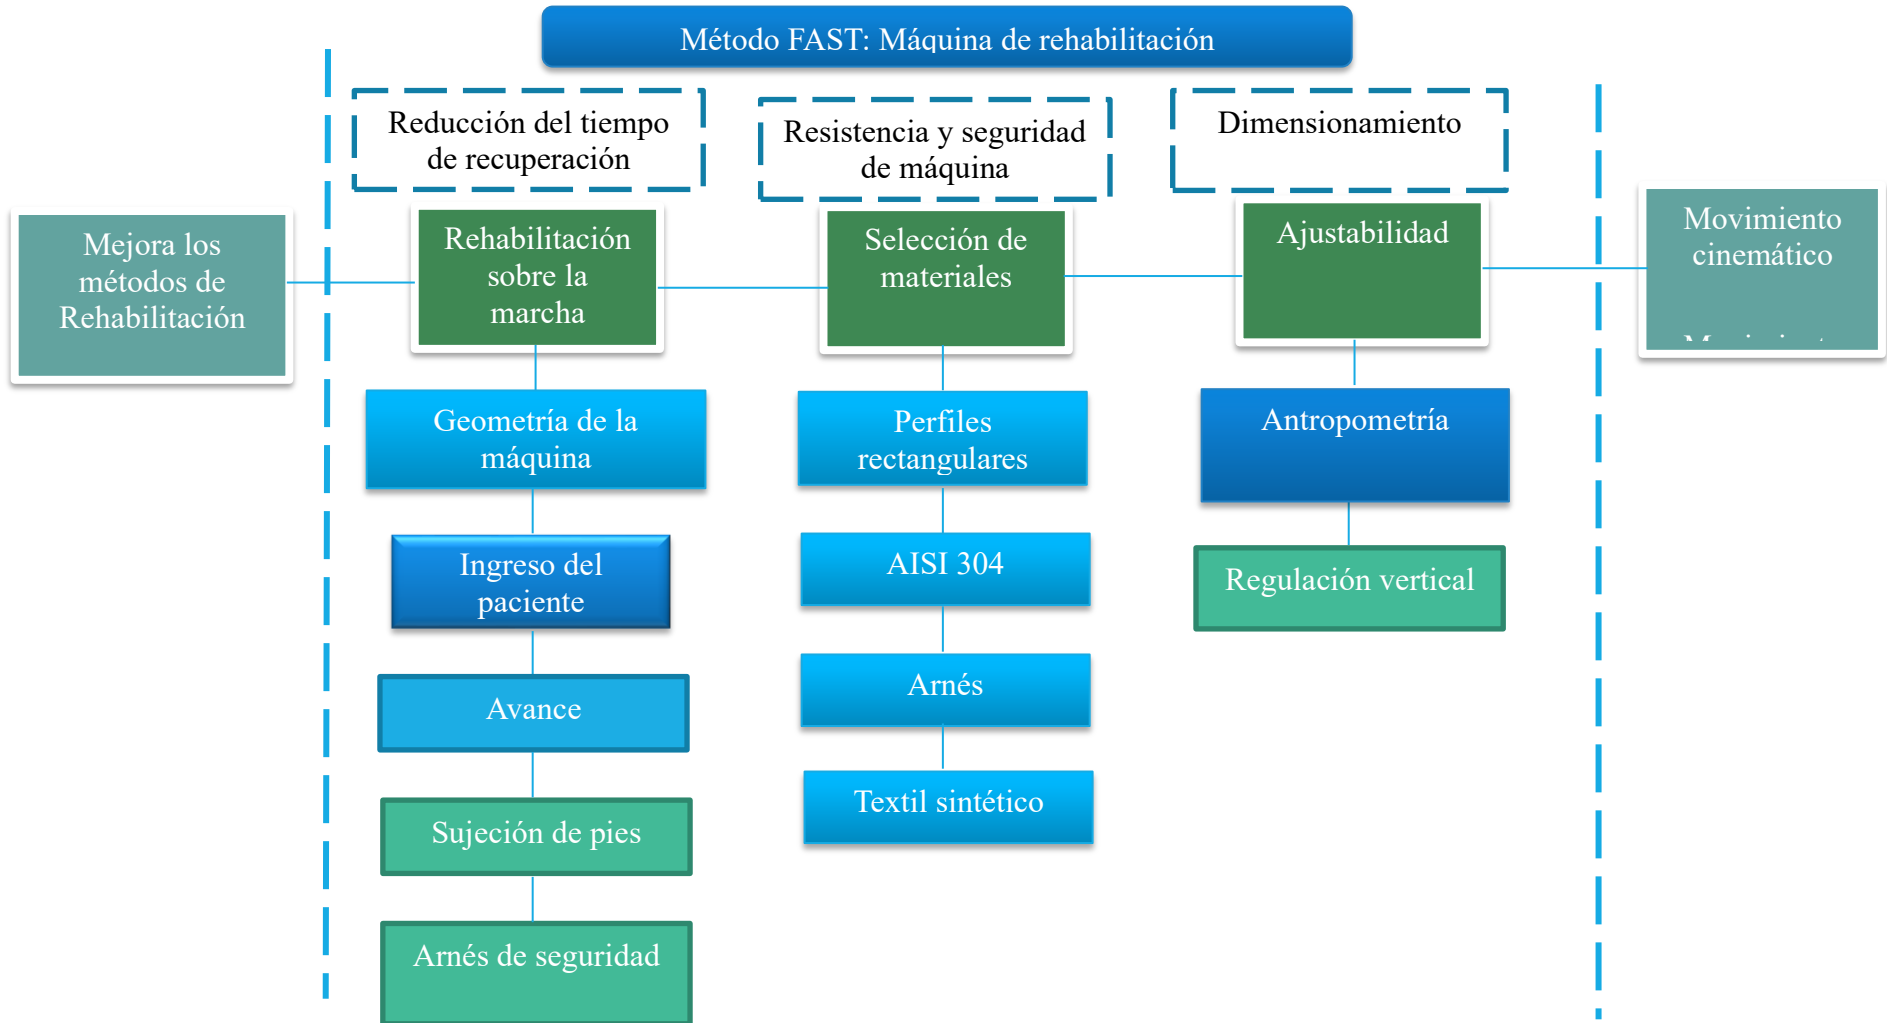 Método FAST: Máquina de rehabilitación
Reducción del tiempo
de recuperación
Resistencia y seguridad
de máquina
Dimensionamiento
Mejora los
métodos de
Rehabilitación
Rehabilitación
sobre la
marcha
Selección de
materiales
Ajustabilidad
Movimiento
cinemático
Geometría de la
máquina
Ingreso del
paciente
Avance
Sujeción de pies
Arnés de seguridad
Perfiles
rectangulares
AISI 304
Arnés
Textil sintético
Antropometría
Regulación vertical